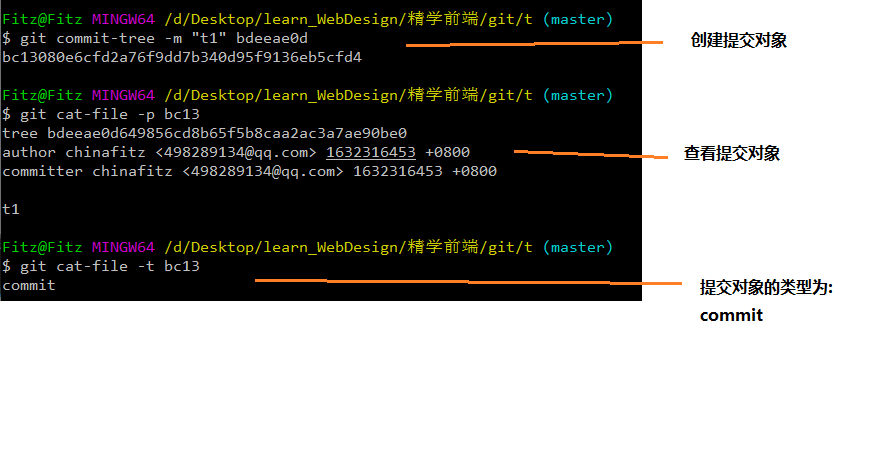 Fitz@Fitz MINGW64 /d/Desktop/learn_WebDesign/精学前端/git/t (master)
$ git commit-tree -m "t1" bdeeae0d
创建提交对象
bc13080e6cfd2a76f9dd7b340d95f9136eb5cfd4
Fitz@Fitz MINGW64 /d/Desktop/learn_WebDesign/精学前端/git/t (master)
$ git cat-file -p bc13
tree bdeeae0d649856cd8b65f5b8caa2ac3a7ae90be0
author chinafitz <498289134@qq.com> 1632316453 +0800
查看提交对象
committer chinafitz <498289134@qq.com> 1632316453 +0800
t1
Fitz@Fitz MINGW64 /d/Desktop/learn_WebDesign/精学前端/git/t (master)
$ git cat-file -t bc13
commit
提交对象的类型为:
commit